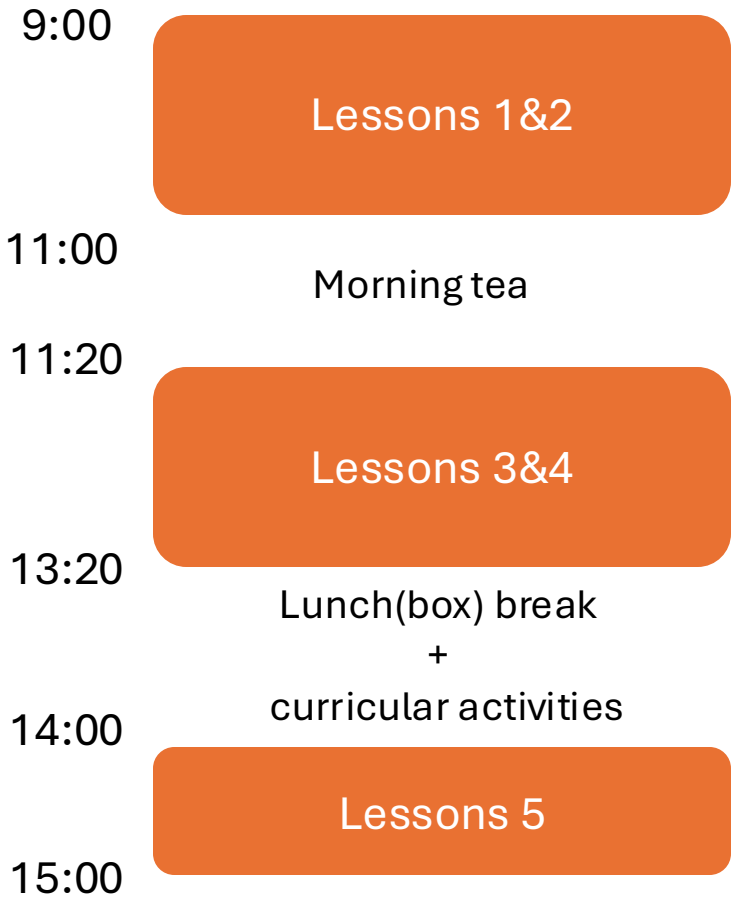 9:00
Lessons 1&2
11:00
Morning tea
11:20
Lessons 3&4
13:20
Lunch(box) break
+
curricular activities
14:00
Lessons 5
15:00